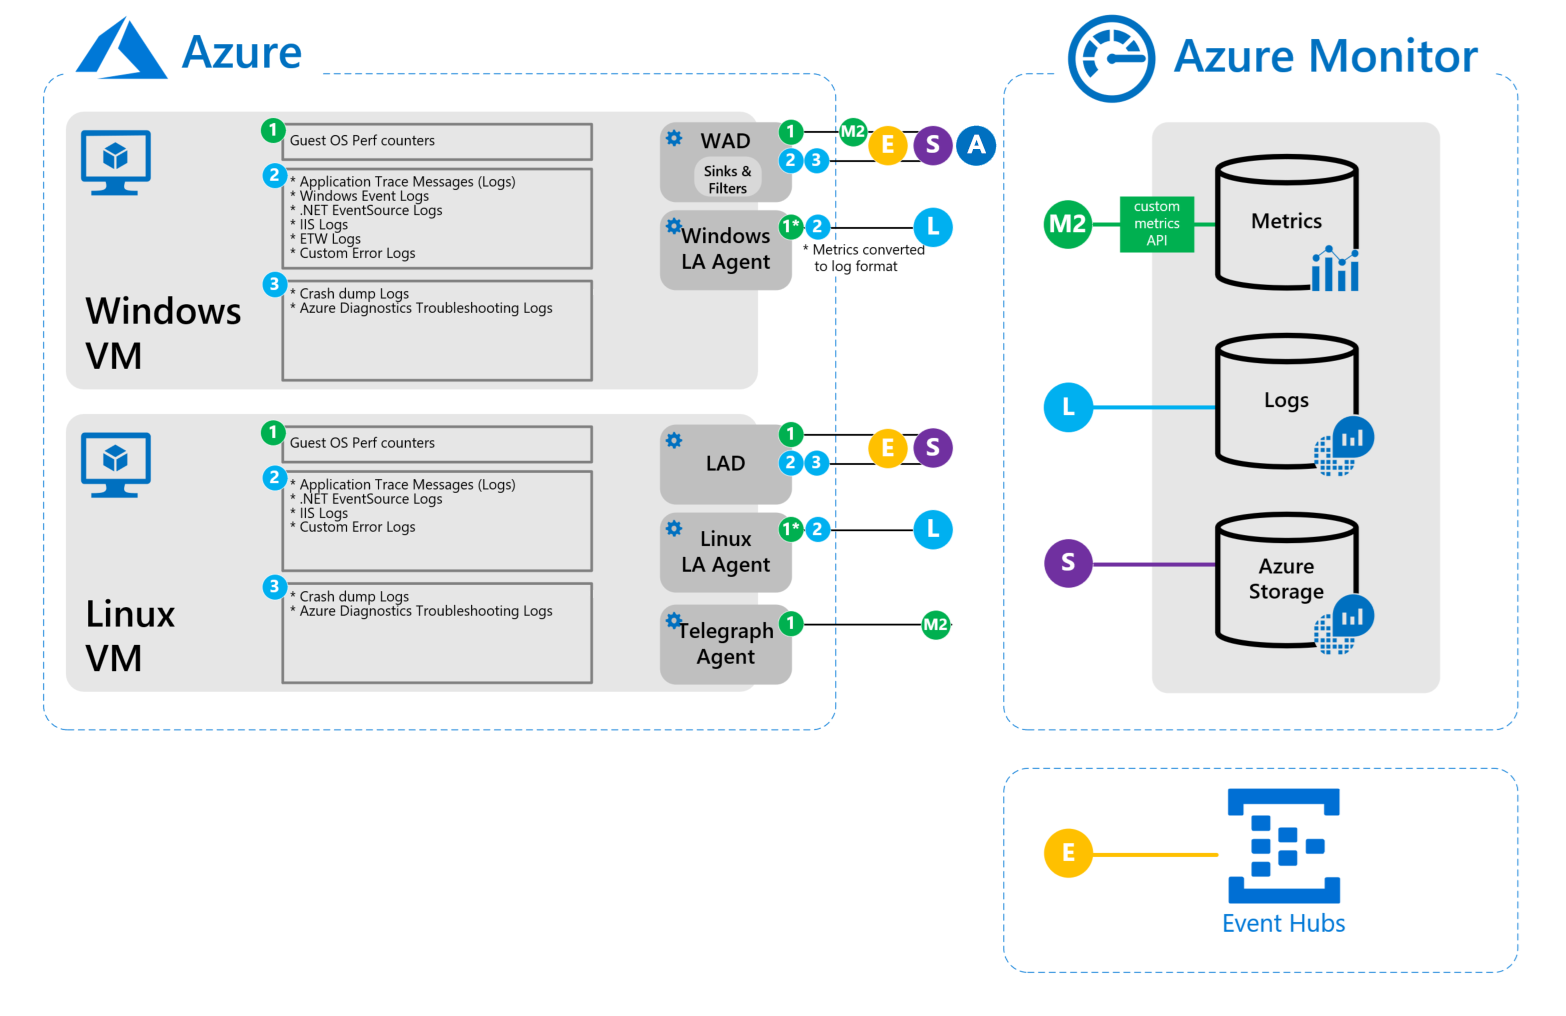 Azure
Azure Monitor
1
Guest OS Perf counters
2
* Application Trace Messages (Logs)
* Windows Event Logs
* .NET EventSource Logs
* IIS Logs
* ETW Logs
* Custom Error Logs
3
* Crash dump Logs
* Azure Diagnostics Troubleshooting Logs
Windows
VM
WAD
Sinks &
Filters
1
M2
E
S
A
2
3
Windows
LA Agent
1*
2
L
* Metrics converted
to log format
1
Guest OS Perf counters
2
* Application Trace Messages (Logs)
* .NET EventSource Logs
* IIS Logs
* Custom Error Logs
3
* Crash dump Logs
* Azure Diagnostics Troubleshooting Logs
Linux
VM
LAD
1
2
3
E
S
Linux
LA Agent
1*
2
L
Telegraph
Agent
1
M2
M2
custom
metrics
API
Metrics
L
Logs
S
Azure
Storage
E
Event Hubs